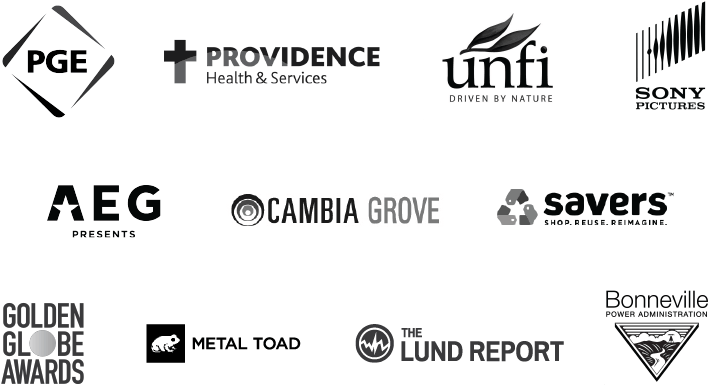 PGE
PROVIDENCE
Health & Services
unfi
DRIVEN BY NATURE
SONY
PICTURES
AEG
PRESENTS
CAMBIA GROVE
savers™
SHOP. REUSE. REIMAGINE.
GOLDEN
GLOBE
AWARDS
METAL TOAD
THE
LUND REPORT
Bonneville
POWER ADMINISTRATION